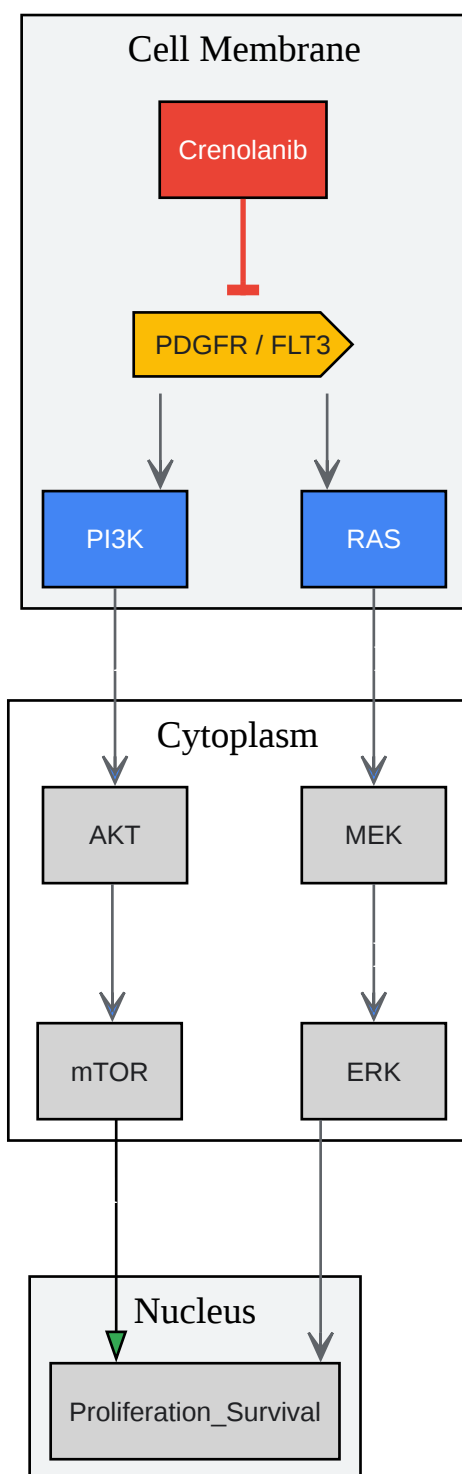 Cell Membrane
Crenolanib
PDGFR / FLT3
PI3K
RAS
Cytoplasm
AKT
MEK
mTOR
ERK
Nucleus
Proliferation_Survival